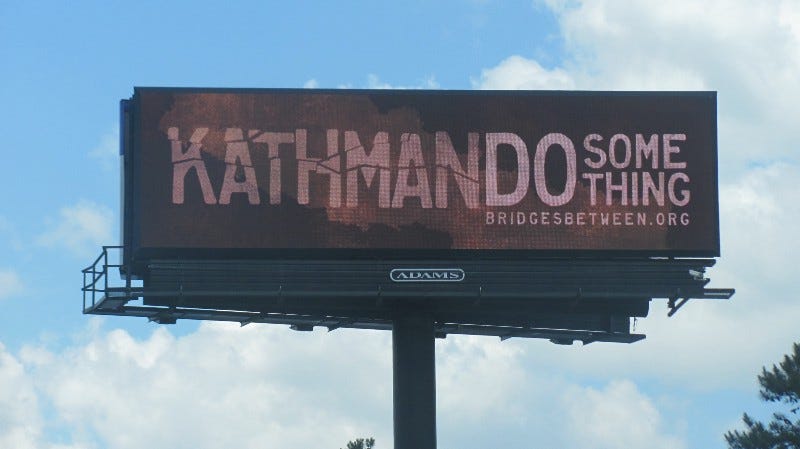 KATHMANDO SOME
THING
BRIDGESBETWEEN.ORG
ADAMS